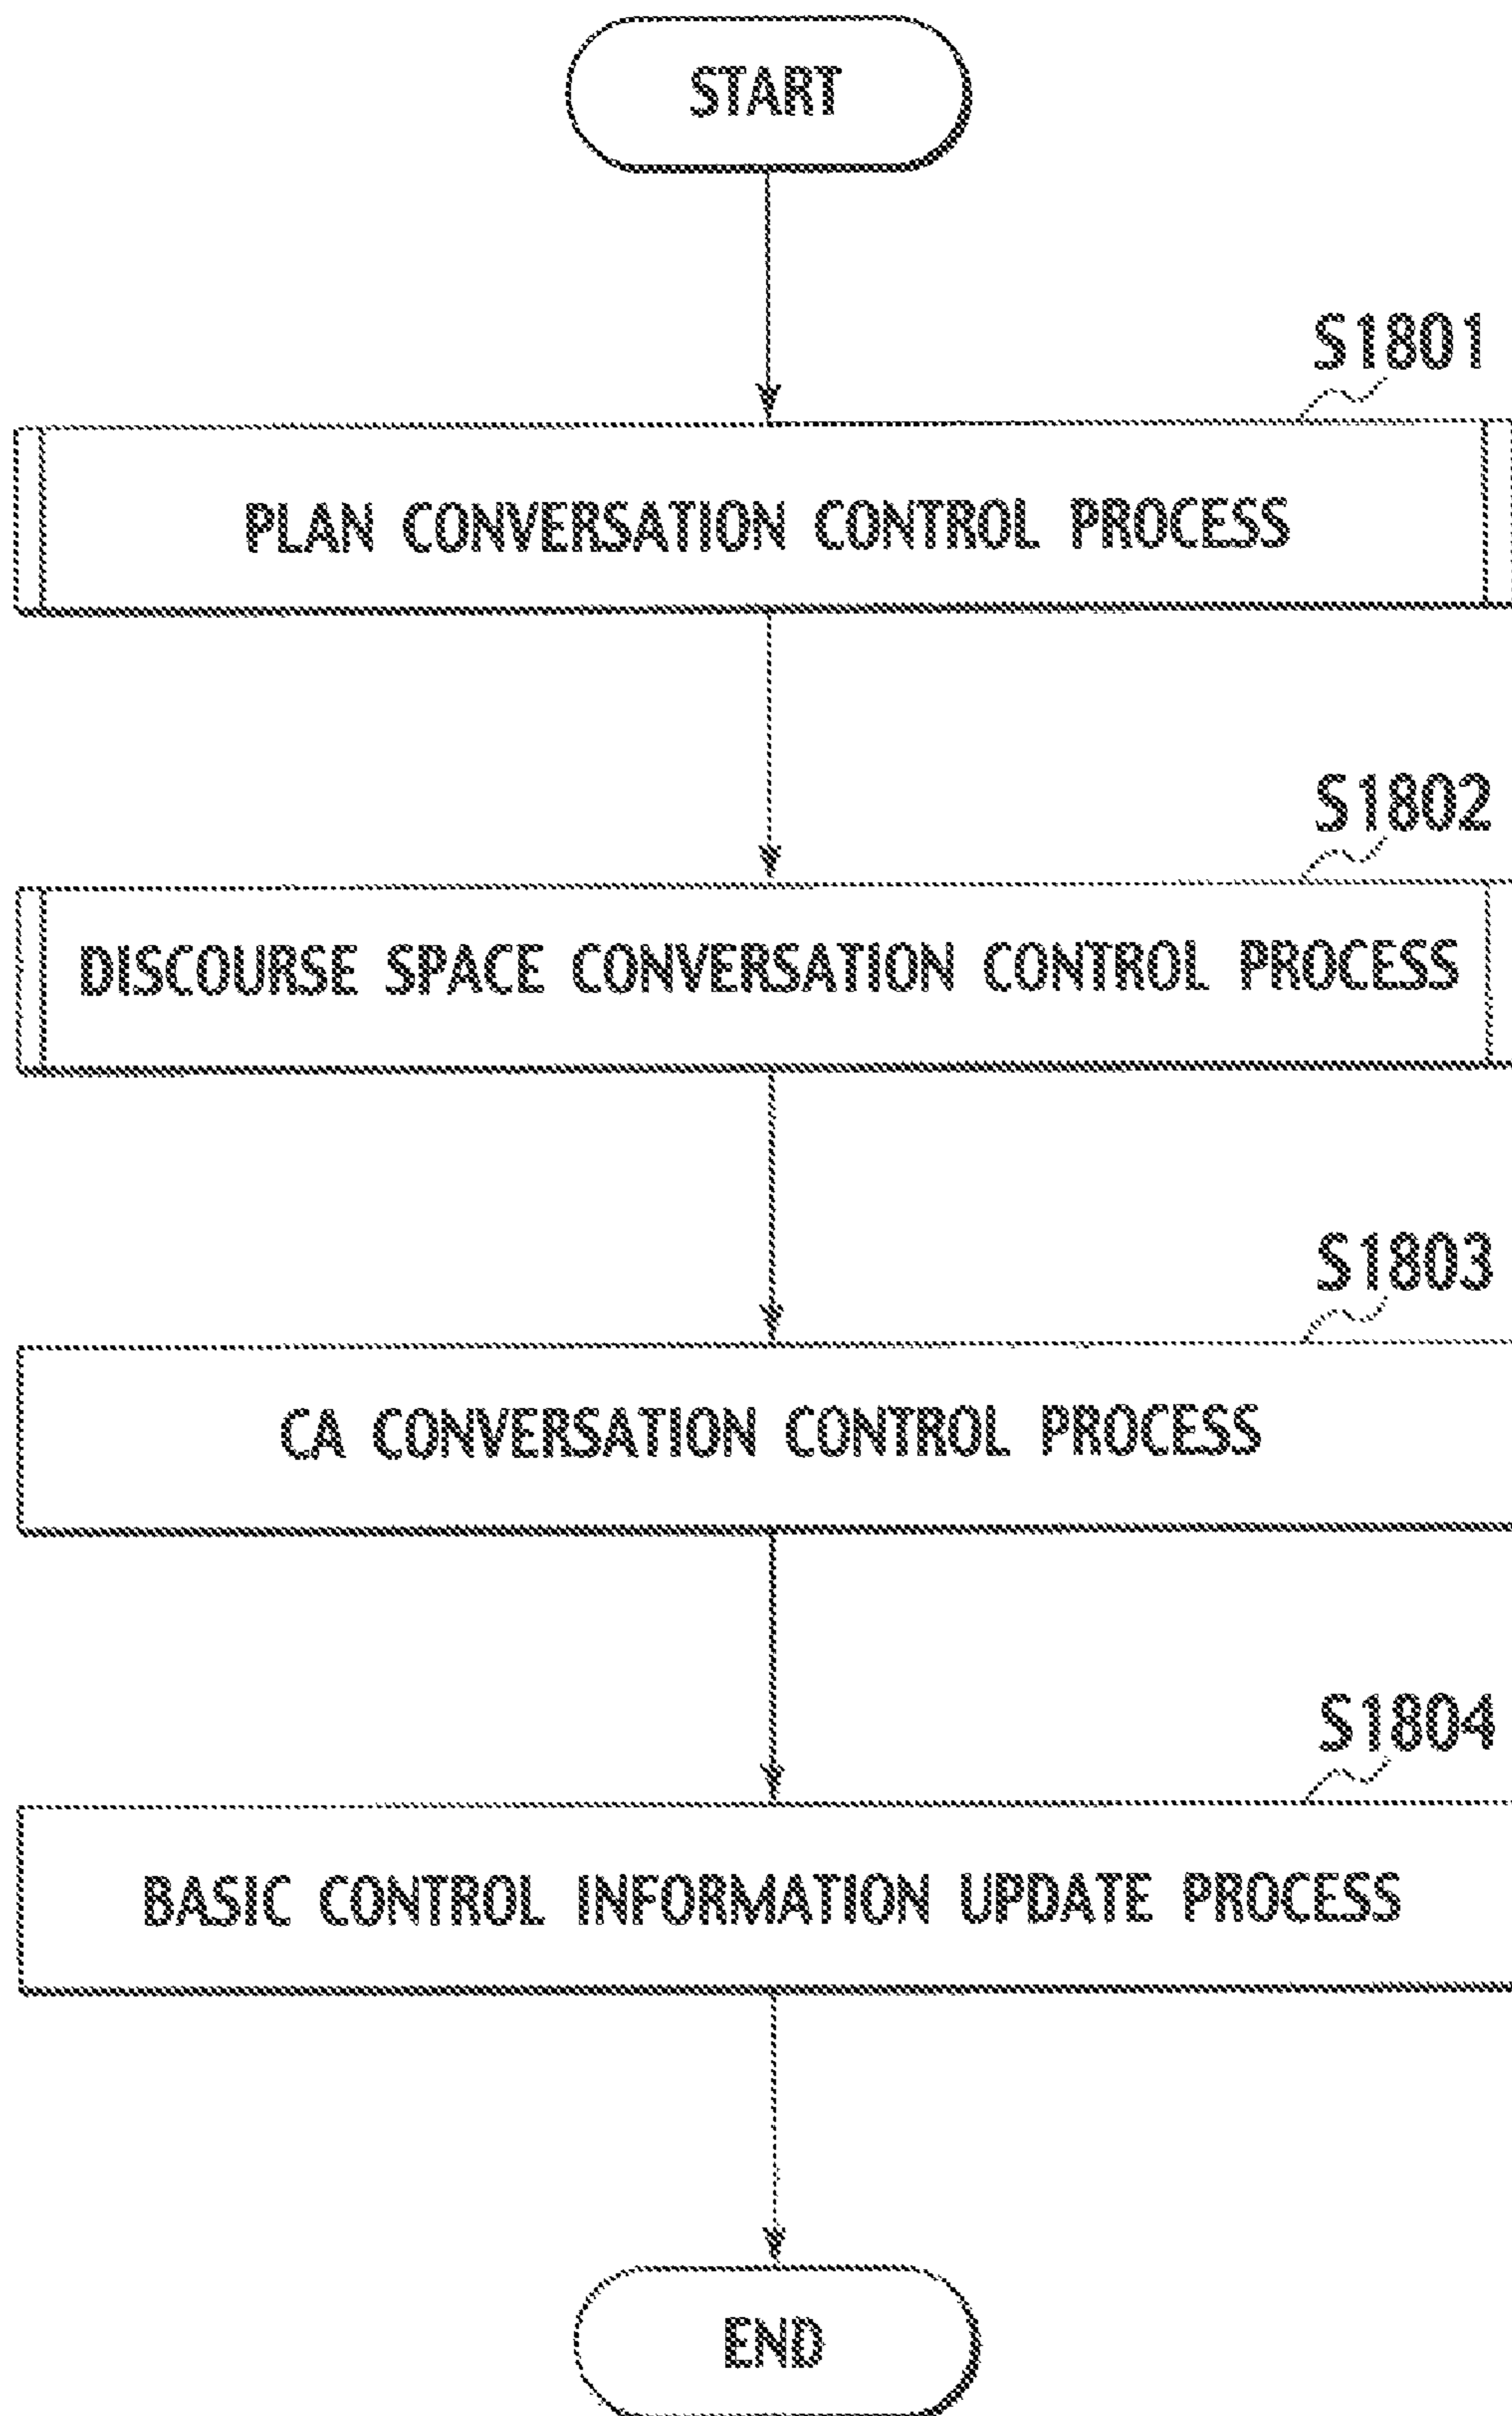 START
S1801
PLAN CONVERSATION CONTROL PROCESS
S1802
DISCOURSE SPACE CONVERSATION CONTROL PROCESS
S1803
CA CONVERSATION CONTROL PROCESS
S1804
BASIC CONTROL INFORMATION UPDATE PROCESS
END